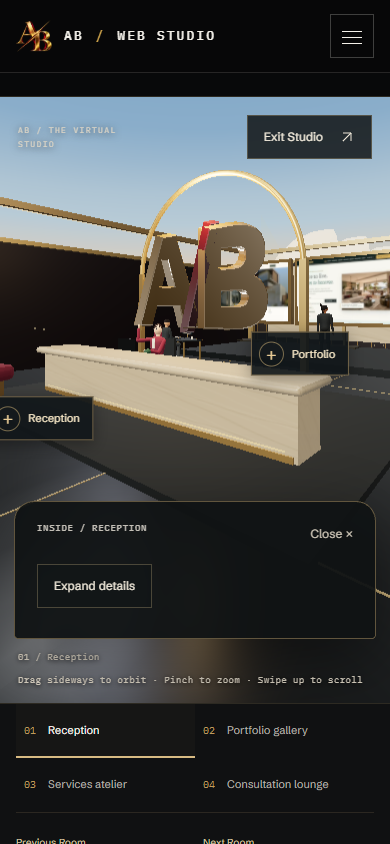 AB / WEB STUDIO
AB / THE VIRTUAL
STUDIO
Exit Studio
AB
+ Portfolio
+ Reception
INSIDE / RECEPTION
Close ×
Expand details
01 / Reception
Drag sideways to orbit · Pinch to zoom · Swipe up to scroll
01 Reception
02 Portfolio gallery
03 Services atelier
04 Consultation lounge
Previous Room
Next Room